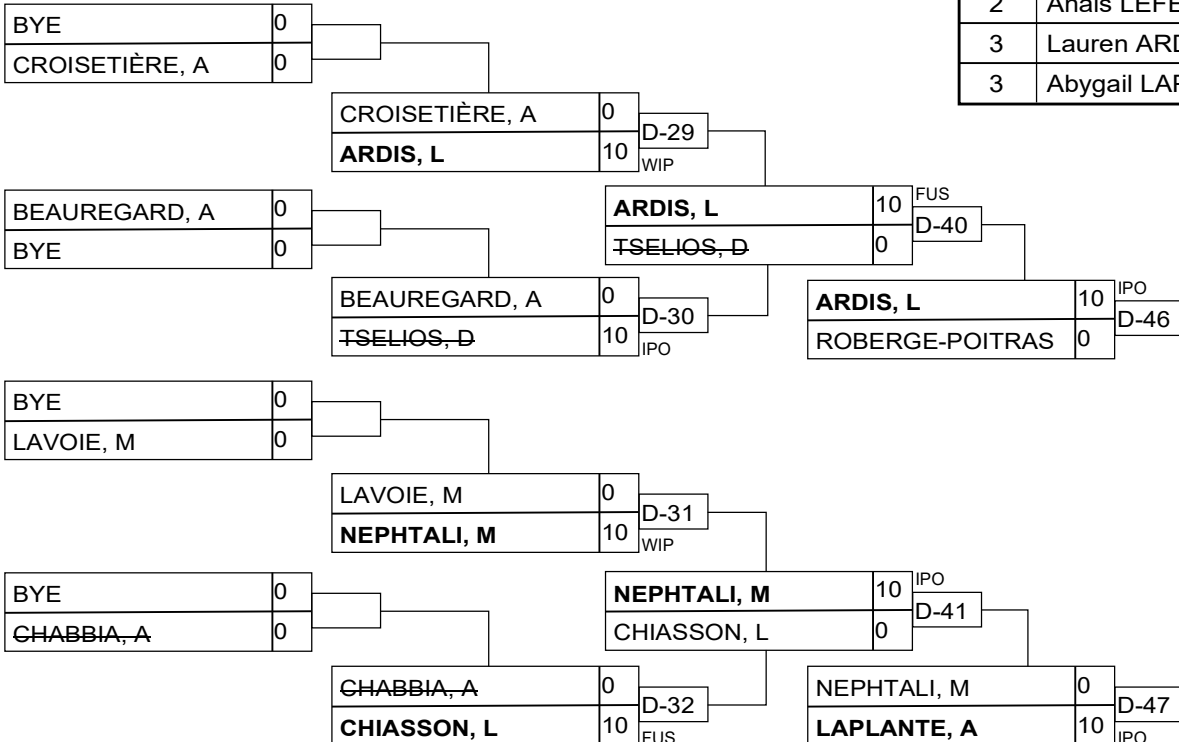 BYE 0
CROISETIÈRE, A 0
2
3 Lauren
3 Abygail
CROISETIÈRE, A 0
D-29
ARDIS, L 10 WIP
BEAUREGARD, A 0
BYE 0
ARDIS, L 10 FUS
D-40
TSELIOS, D 0
BEAUREGARD, A 0
D-30
TSELIOS, D 10 IPO
ARDIS, L 10 IPO
D-46
ROBERGE-POITRAS 0
BYE 0
LAVOIE, M 0
LAVOIE, M 0
D-31
NEPHTALI, M 10 WIP
BYE 0
CHABBIA, A 0
NEPHTALI, M 10 IPO
D-41
CHIASSON, L 0
CHABBIA, A 0
D-32
CHIASSON, L 10 FUS
NEPHTALI, M 0
D-47
LAPLANTE, A 10 IPO